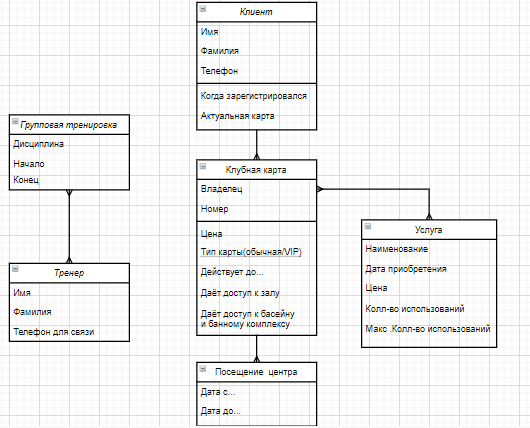 Клиент
Имя
Фамилия
Телефон
Когда зарегистрировался
Актуальная карта
Групповая тренировка
Дисциплина
Начало
Конец
Клубная карта
Владелец
Номер
Цена
Тип карты(обычная/VIP)
Действует до...
Даёт доступ к залу
Даёт доступ к басейну
и банному комплексу
Услуга
Наименование
Дата приобретения
Цена
Колл-во использований
Макс .Колл-во использований
Тренер
Имя
Фамилия
Телефон для связи
Посещение центра
Дата с...
Дата до...